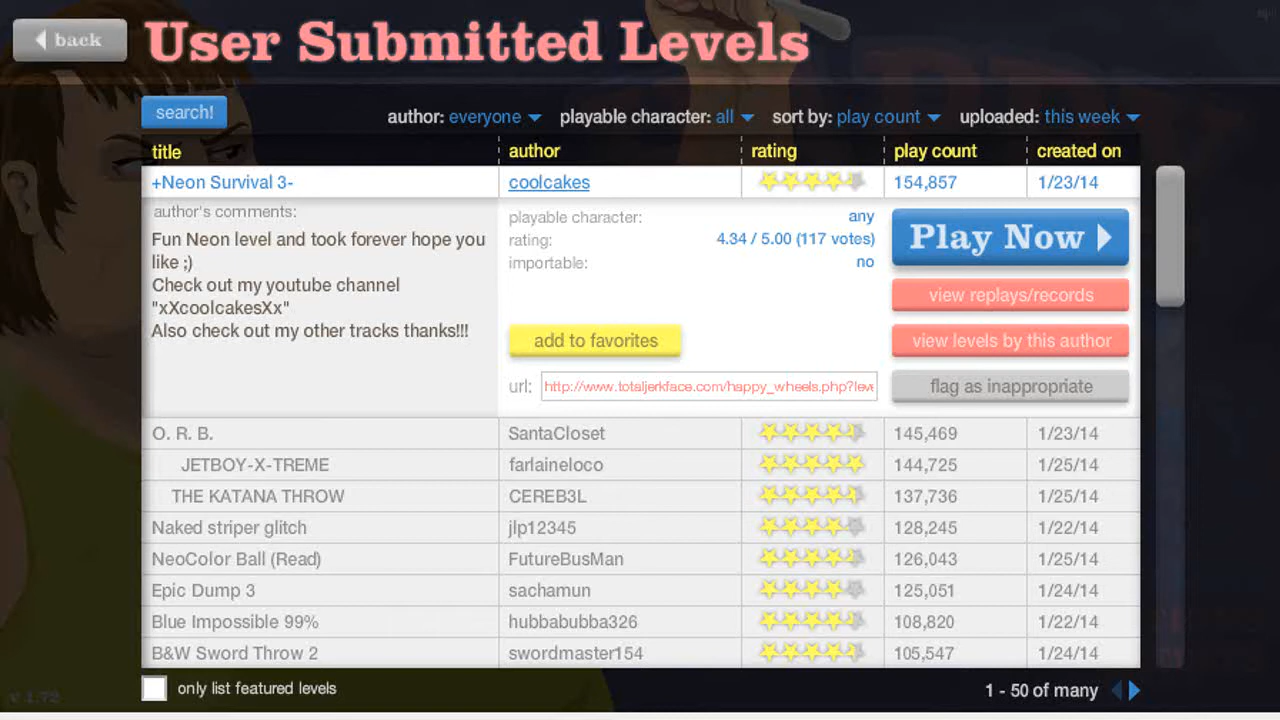 back
User Submitted Levels
search!
author: everyone playable character: all sort by: play count uploaded: this week
title author rating play count created on
+Neon Survival 3- coolcakes 154,857 1/23/14
author's comments:
Fun Neon level and took forever hope you
like ;)
Check out my youtube channel
"xXcoolcakesXx"
Also check out my other tracks thanks!!!
playable character: any
rating: 4.34 / 5.00 (117 votes)
importable: no
add to favorites
url: http://www.totaljerkface.com/happy_wheels.php?leve
Play Now
view replays/records
view levels by this author
flag as inappropriate
O. R. B. SantaCloset 145,469 1/23/14
JETBOY-X-TREME farlaineloco 144,725 1/25/14
THE KATANA THROW CEREB3L 137,736 1/25/14
Naked striper glitch jlp12345 128,245 1/22/14
NeoColor Ball (Read) FutureBusMan 126,043 1/25/14
Epic Dump 3 sachamun 125,051 1/24/14
Blue Impossible 99% hubbabubba326 108,820 1/22/14
B&W Sword Throw 2 swordmaster154 105,547 1/24/14
only list featured levels
1 - 50 of many
v 1.72